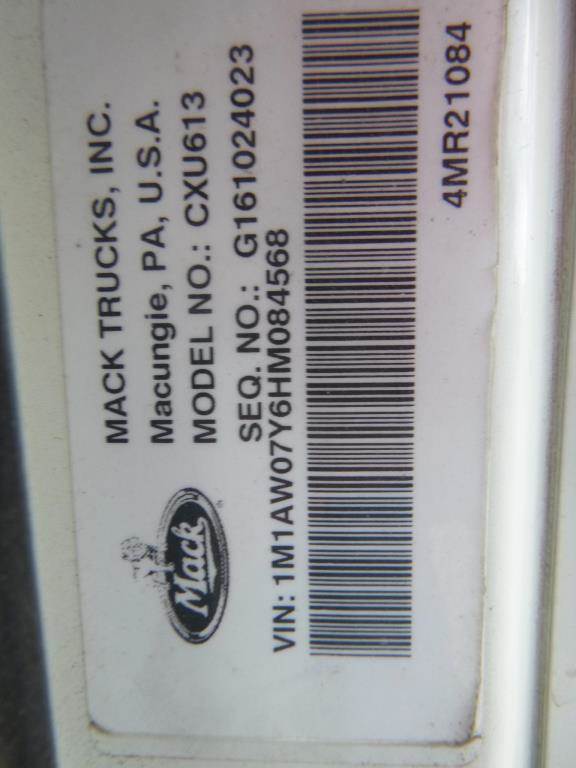 MACK TRUCKS, INC.
Macungie, PA, U.S.A.
MODEL NO.: CXU613
SEQ. NO.: G161024023
Mack ®
VIN: 1M1AW07Y6HM084568
4MR21084